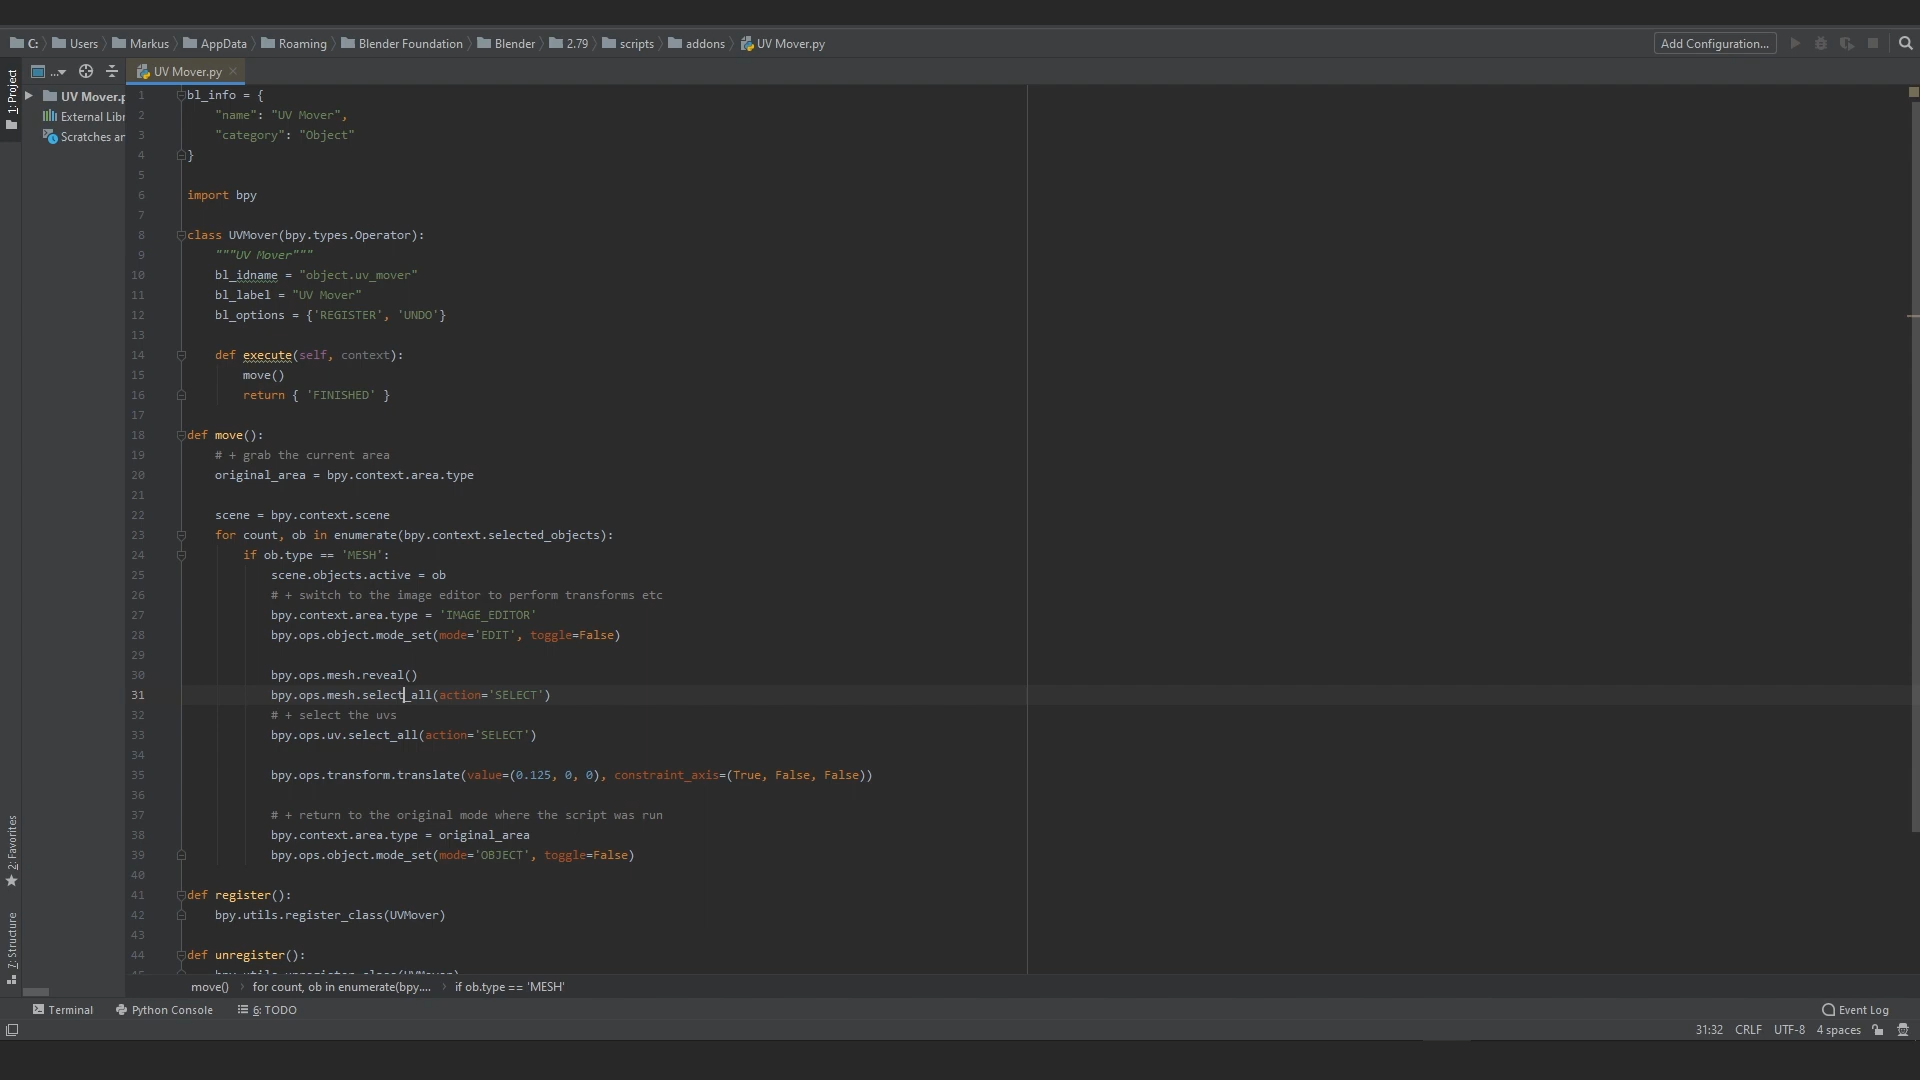 C: Users Markus AppData Roaming Blender Foundation Blender 2.79 scripts addons UV Mover.py Add Configuration...
... UV Mover.py
1: Project
UV Mover.p
External Libr
Scratches an
1 bl_info = {
2 "name": "UV Mover",
3 "category": "Object"
4 }
5
6 import bpy
7
8 class UVMover(bpy.types.Operator):
9 """UV Mover"""
10 bl_idname = "object.uv_mover"
11 bl_label = "UV Mover"
12 bl_options = {'REGISTER', 'UNDO'}
13
14 def execute(self, context):
15 move()
16 return { 'FINISHED' }
17
18 def move():
19 # + grab the current area
20 original_area = bpy.context.area.type
21
22 scene = bpy.context.scene
23 for count, ob in enumerate(bpy.context.selected_objects):
24 if ob.type == 'MESH':
25 scene.objects.active = ob
26 # + switch to the image editor to perform transforms etc
27 bpy.context.area.type = 'IMAGE_EDITOR'
28 bpy.ops.object.mode_set(mode='EDIT', toggle=False)
29
30 bpy.ops.mesh.reveal()
31 bpy.ops.mesh.select_all(action='SELECT')
32 # + select the uvs
33 bpy.ops.uv.select_all(action='SELECT')
34
35 bpy.ops.transform.translate(value=(0.125, 0, 0), constraint_axis=(True, False, False))
36
37 # + return to the original mode where the script was run
38 bpy.context.area.type = original_area
39 bpy.ops.object.mode_set(mode='OBJECT', toggle=False)
40
41 def register():
42 bpy.utils.register_class(UVMover)
43
44 def unregister():
45 bpy.utils.unregister_class(UVMover)
2: Favorites
7: Structure
move() for count, ob in enumerate(bpy.... if ob.type == 'MESH'
Terminal Python Console 6: TODO Event Log
31:32 CRLF UTF-8 4 spaces